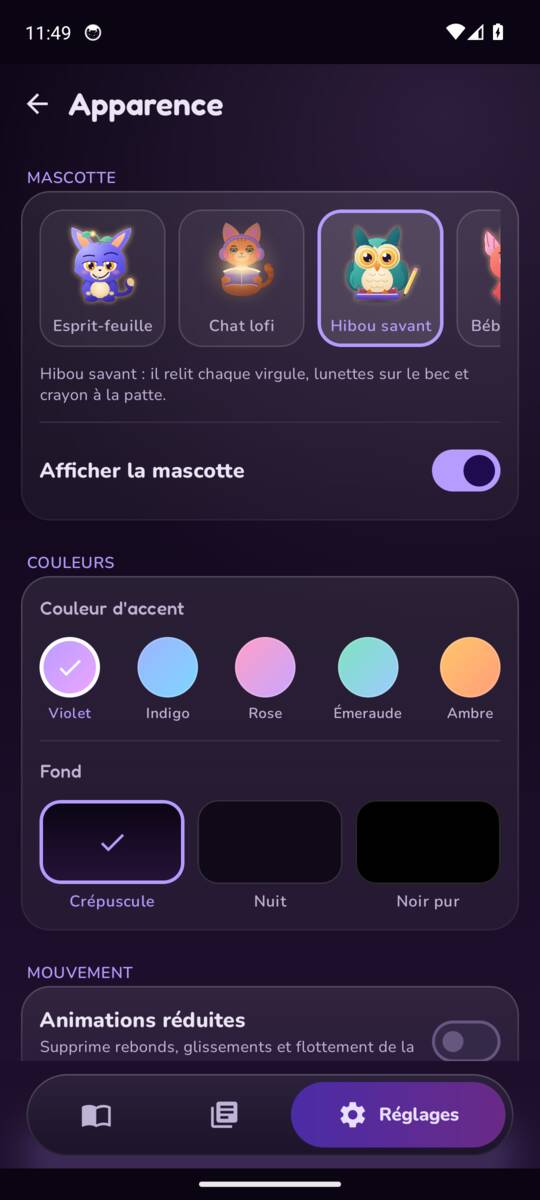 11:49
Apparence
MASCOTTE
Esprit-feuille
Chat lofi
Hibou savant
Béb
Hibou savant : il relit chaque virgule, lunettes sur le bec et
crayon à la patte.
Afficher la mascotte
COULEURS
Couleur d'accent
Violet
Indigo
Rose
Émeraude
Ambre
Fond
Crépuscule
Nuit
Noir pur
MOUVEMENT
Animations réduites
Supprime rebonds, glissements et flottement de la
Réglages